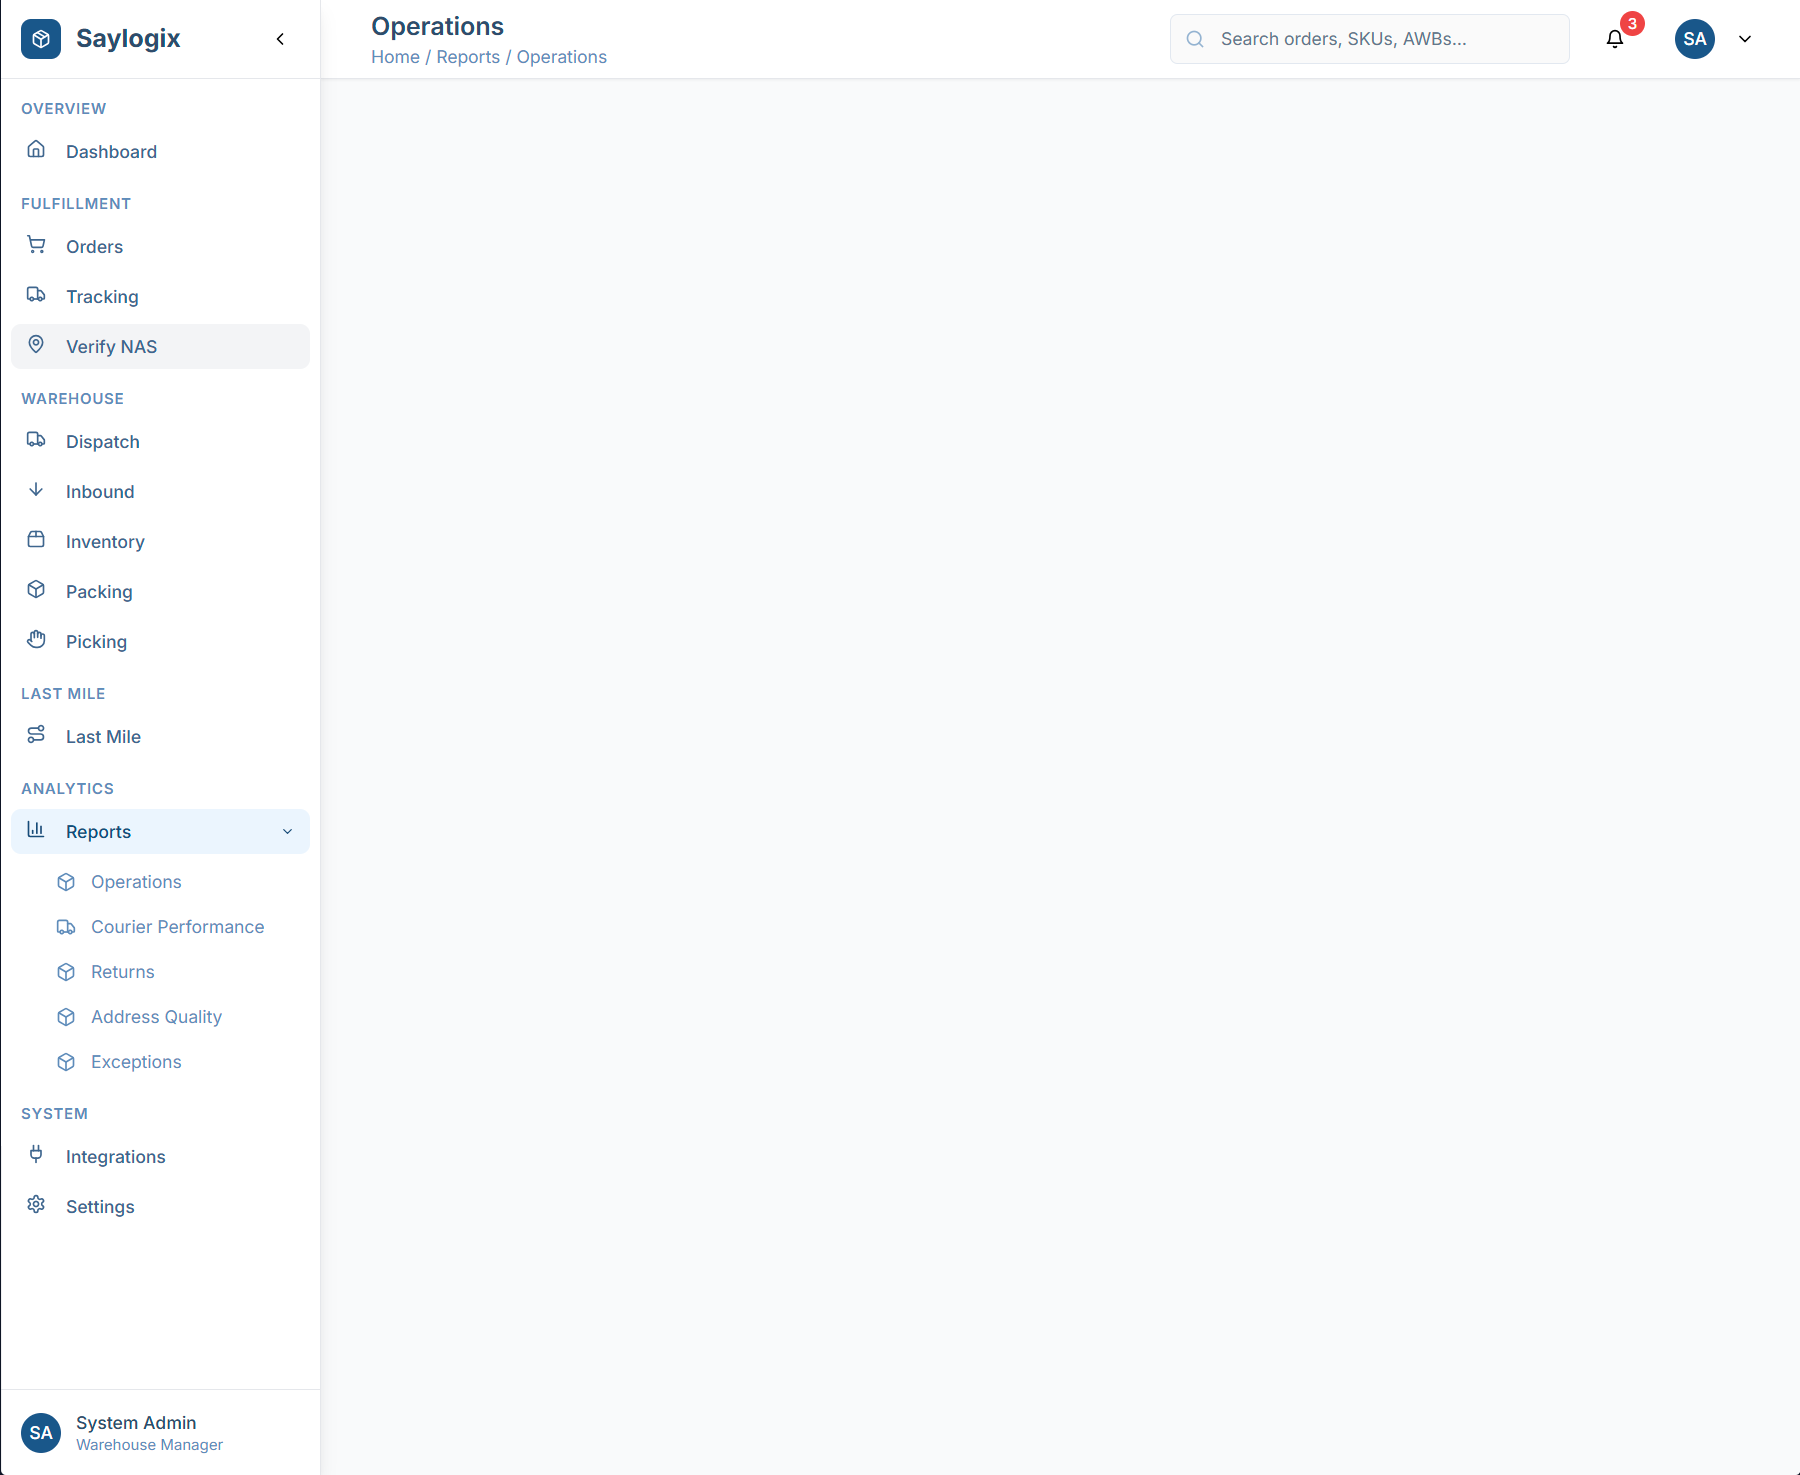 Saylogix
Operations
Home / Reports / Operations
Search orders, SKUs, AWBs...
3
SA
OVERVIEW
Dashboard
FULFILLMENT
Orders
Tracking
Verify NAS
WAREHOUSE
Dispatch
Inbound
Inventory
Packing
Picking
LAST MILE
Last Mile
ANALYTICS
Reports
Operations
Courier Performance
Returns
Address Quality
Exceptions
SYSTEM
Integrations
Settings
SA
System Admin
Warehouse Manager